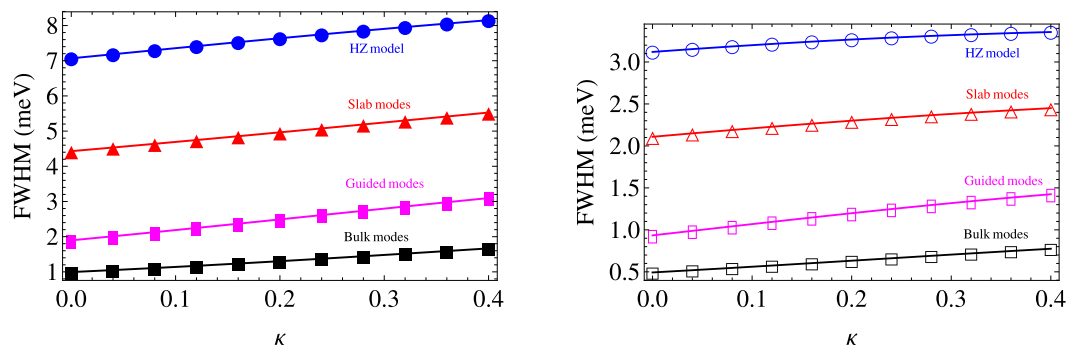 8
7
6
5
4
3
2
1
FWHM (meV)
HZ model
Slab modes
Guided modes
Bulk modes
0.0 0.1 0.2 0.3 0.4
κ
3.0
2.5
2.0
1.5
1.0
0.5
FWHM (meV)
HZ model
Slab modes
Guided modes
Bulk modes
0.0 0.1 0.2 0.3 0.4
κ